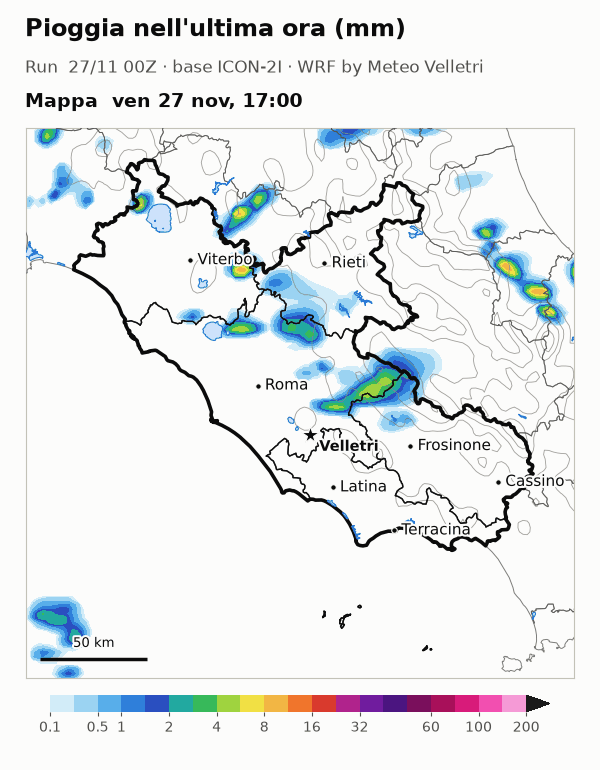 Pioggia nell'ultima ora (mm)
Run 27/11 00Z · base ICON-2I · WRF by Meteo Velletri
Mappa ven 27 nov, 17:00
Viterbo
Rieti
Roma
Velletri
Frosinone
Cassino
Latina
Terracina
50 km
0.1 0.5 1 2 4 8 16 32 60 100 200